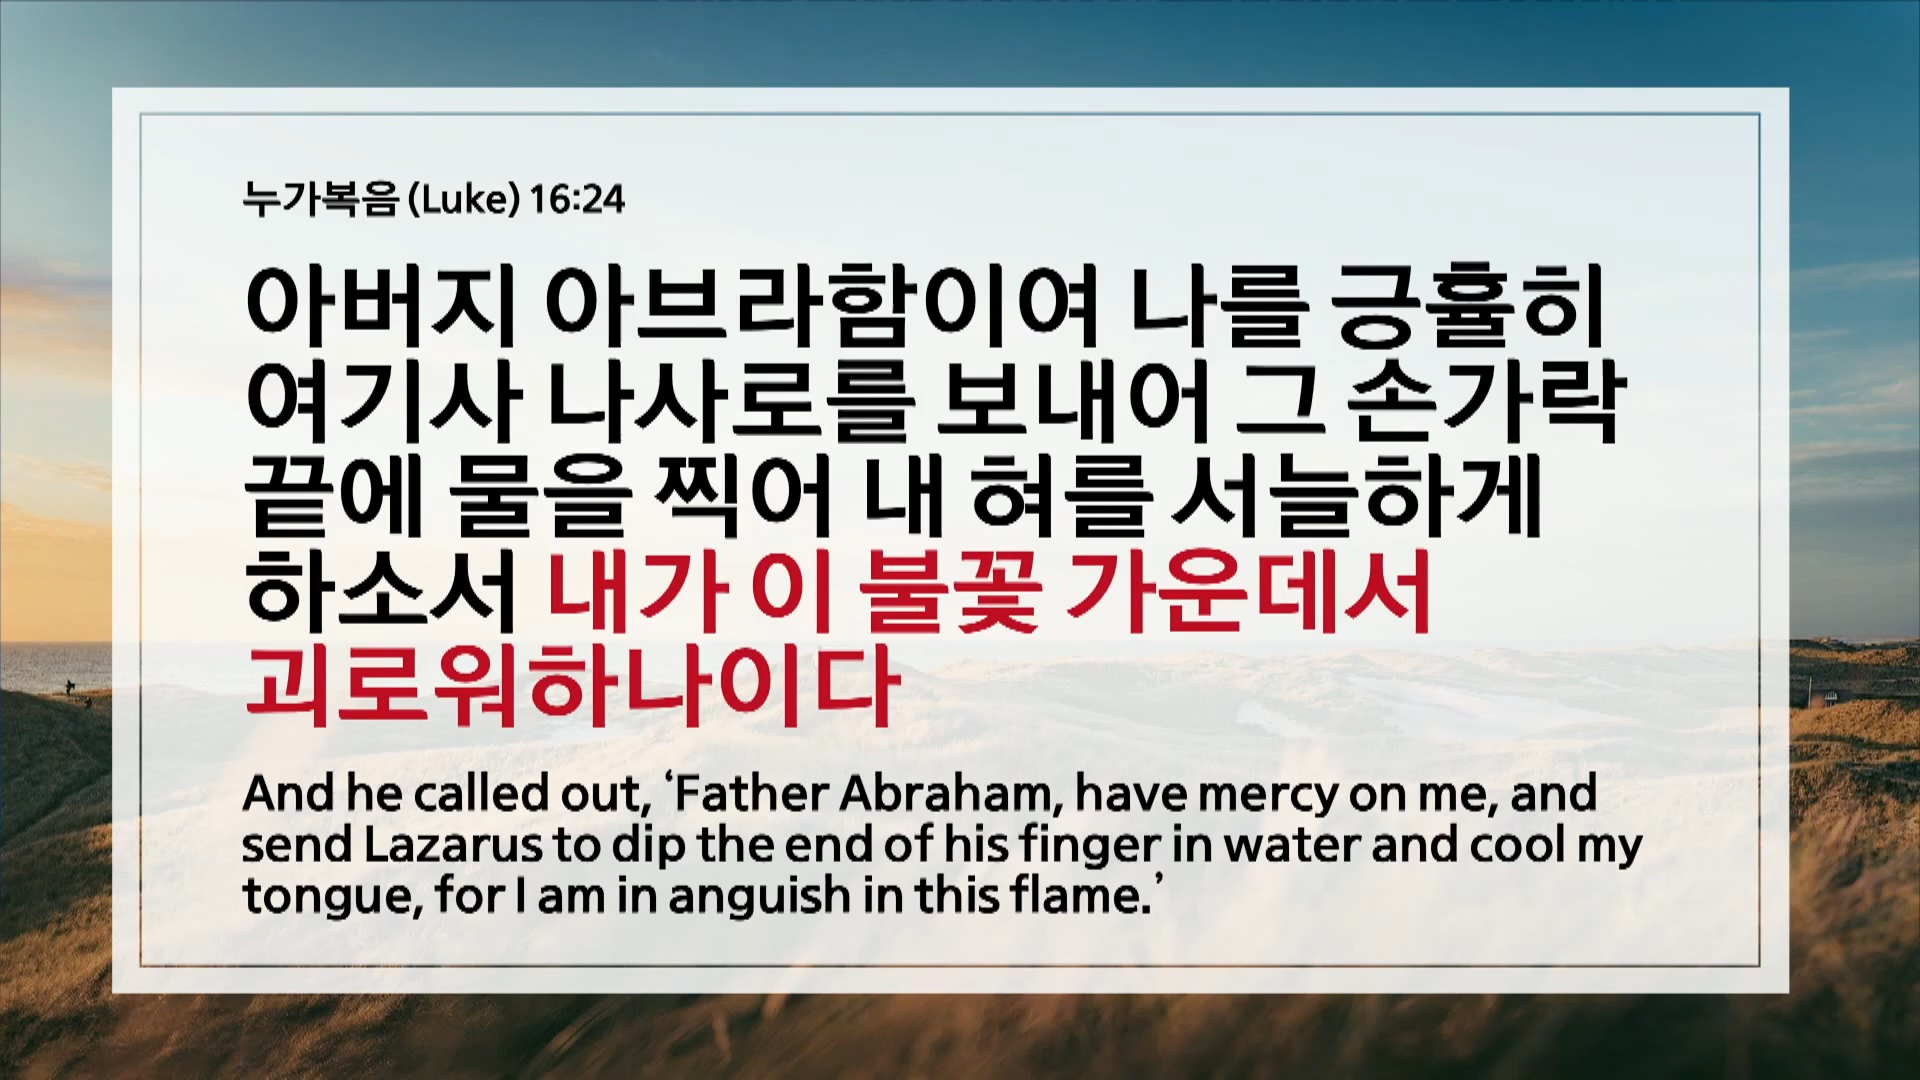 누가복음 (Luke) 16:24
아버지 아브라함이여 나를 긍휼히
여기사 나사로를 보내어 그 손가락
끝에 물을 찍어 내 혀를 서늘하게
하소서 내가 이 불꽃 가운데서
괴로워하나이다
And he called out, ‘Father Abraham, have mercy on me, and
send Lazarus to dip the end of his finger in water and cool my
tongue, for I am in anguish in this flame.’